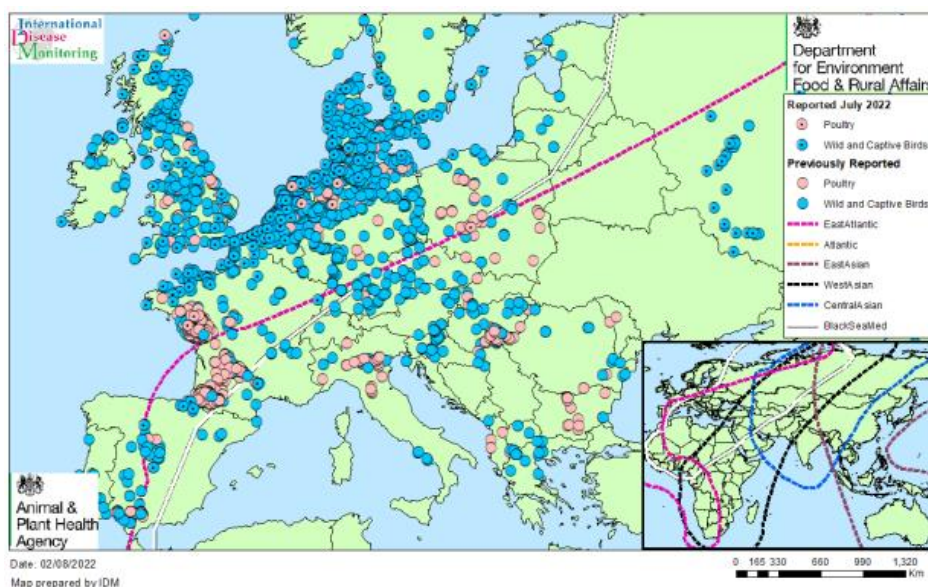 International
Disease
Monitoring
Department
for Environment
Food & Rural Affairs
Reported July 2022
Poultry
Wild and Captive Birds
Previously Reported
Poultry
Wild and Captive Birds
EastAtlantic
Atlantic
EastAsian
WestAsian
CentralAsian
BlackSeaMed
Animal &
Plant Health
Agency
Date: 02/08/2022
Map prepared by IDM
0 165 330 660 990 1,320
Km